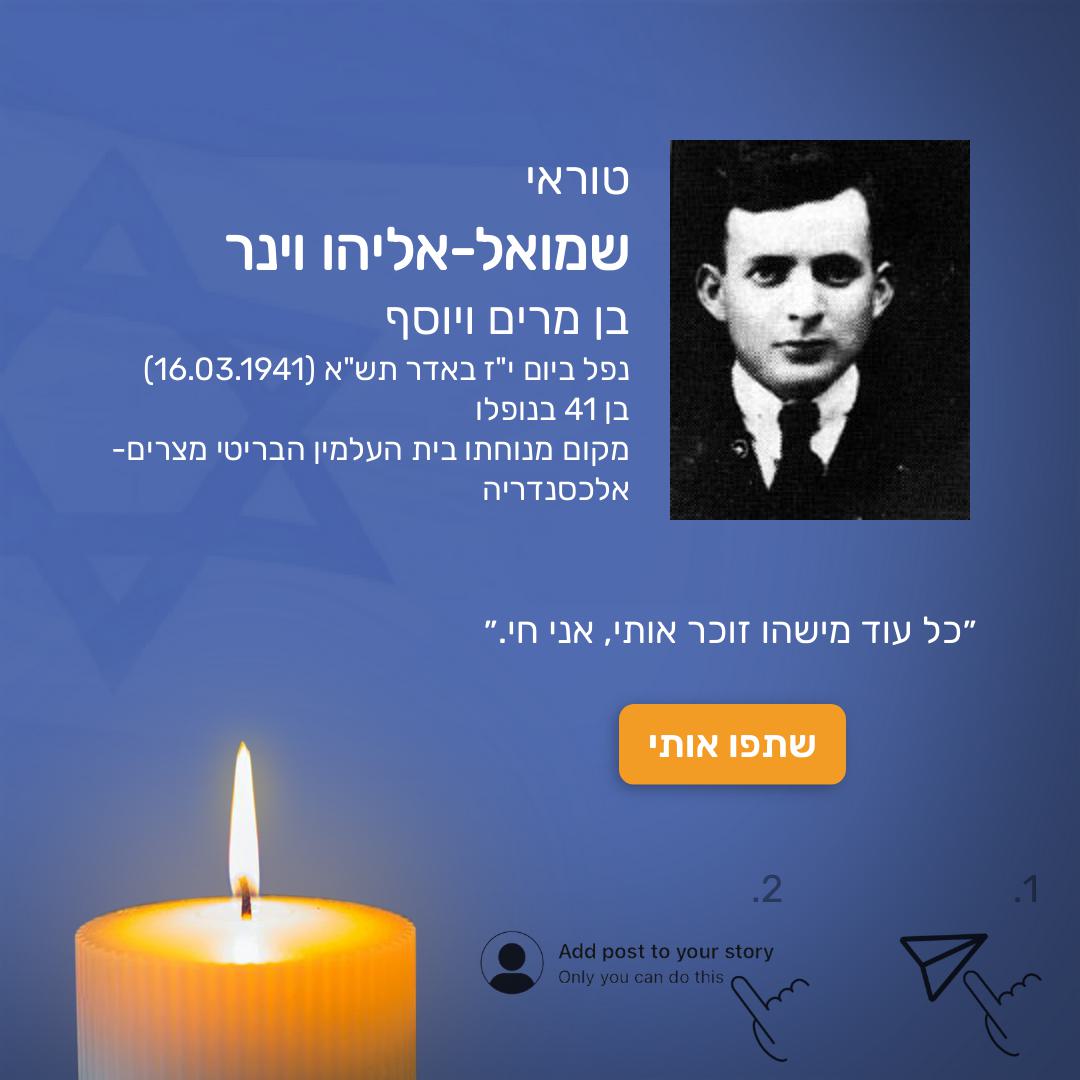 טוראי
שמואל-אליהו וינר
בן מרים ויוסף
נפל ביום י"ז באדר תש"א (16.03.1941)
בן 41 בנופלו
מקום מנוחתו בית העלמין הבריטי מצרים-
אלכסנדריה
״כל עוד מישהו זוכר אותי, אני חי.״
שתפו אותי
1.
2.
Add post to your story
Only you can do this